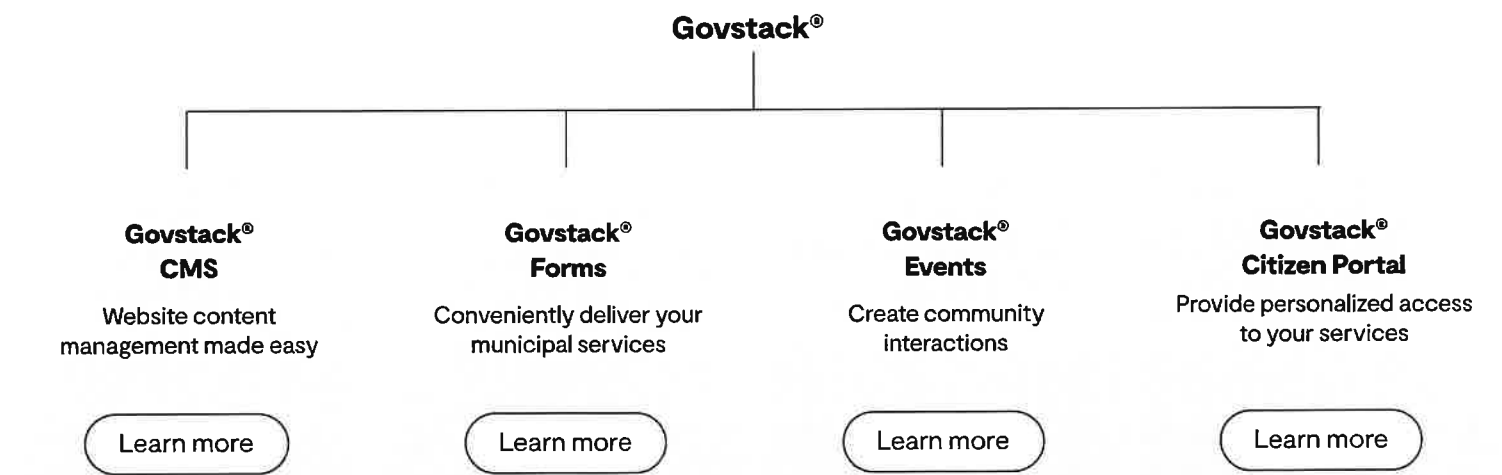 Govstack®
Govstack®
CMS
Website content
management made easy
Learn more
Govstack®
Forms
Conveniently deliver your
municipal services
Learn more
Govstack®
Events
Create community
interactions
Learn more
Govstack®
Citizen Portal
Provide personalized access
to your services
Learn more